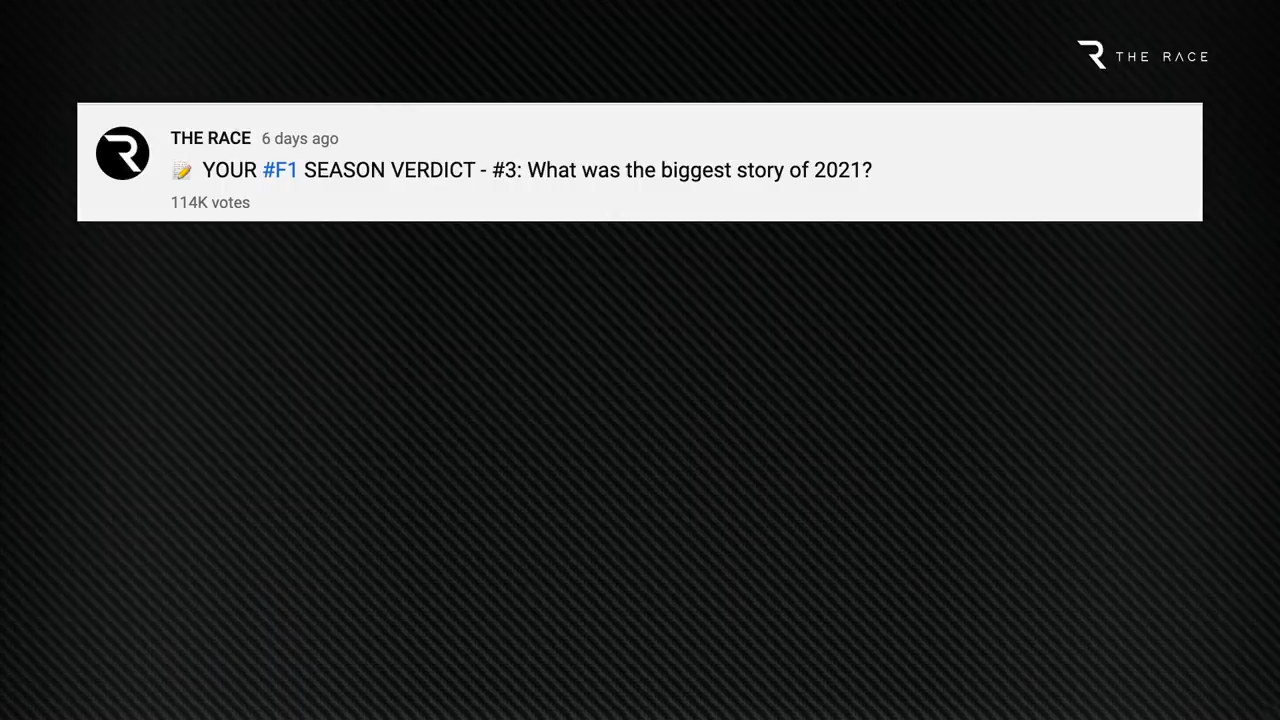 THE RACE
THE RACE 6 days ago
📝 YOUR #F1 SEASON VERDICT - #3: What was the biggest story of 2021?
114K votes